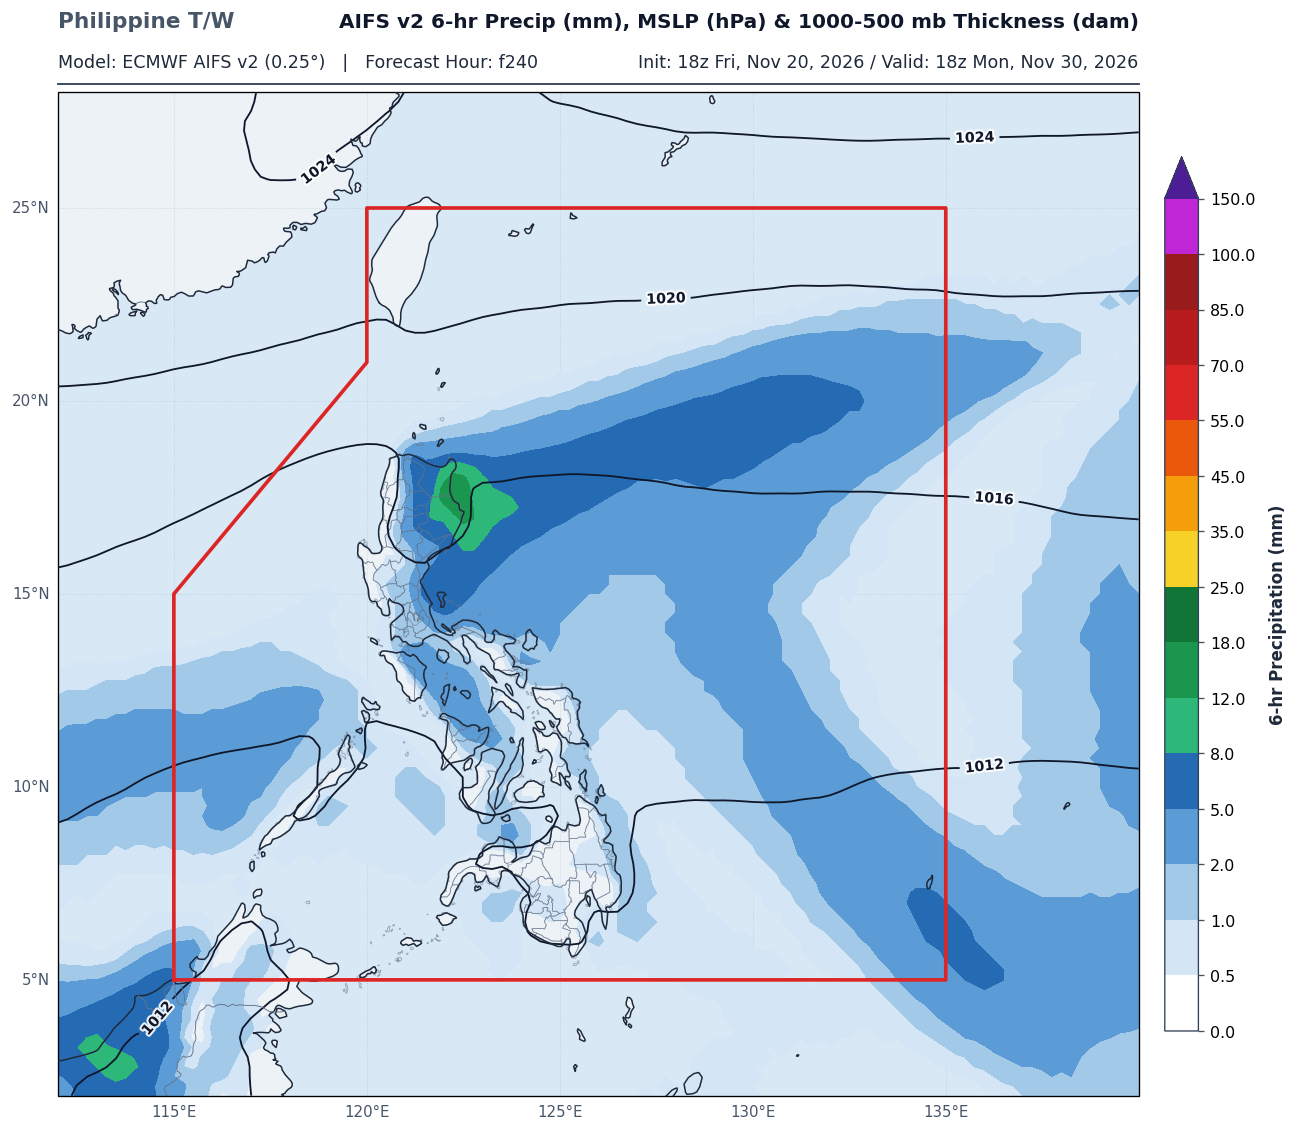 Philippine T/W
AIFS v2 6-hr Precip (mm), MSLP (hPa) & 1000-500 mb Thickness (dam)
Model: ECMWF AIFS v2 (0.25°) | Forecast Hour: f240
Init: 18z Fri, Nov 20, 2026 / Valid: 18z Mon, Nov 30, 2026
1024
1024
1020
1016
1012
1012
25°N
20°N
15°N
10°N
5°N
115°E
120°E
125°E
130°E
135°E
150.0
100.0
85.0
70.0
55.0
45.0
35.0
25.0
18.0
12.0
8.0
5.0
2.0
1.0
0.5
0.0
6-hr Precipitation (mm)